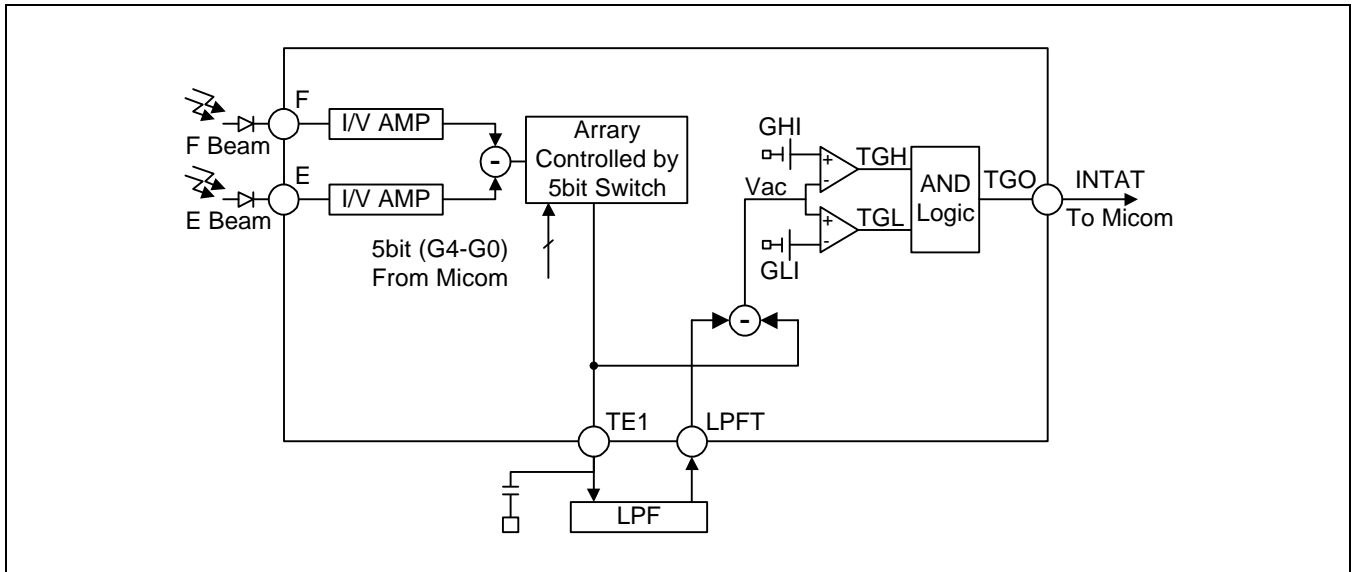 F
I/V AMP
F Beam
E
I/V AMP
E Beam
-
Arrary
Controlled by
5bit Switch
5bit (G4-G0)
From Micom
GHI
+
-
TGH
Vac
+
-
TGL
GLI
AND
Logic
TGO
INTAT
To Micom
-
TE1
LPFT
LPF